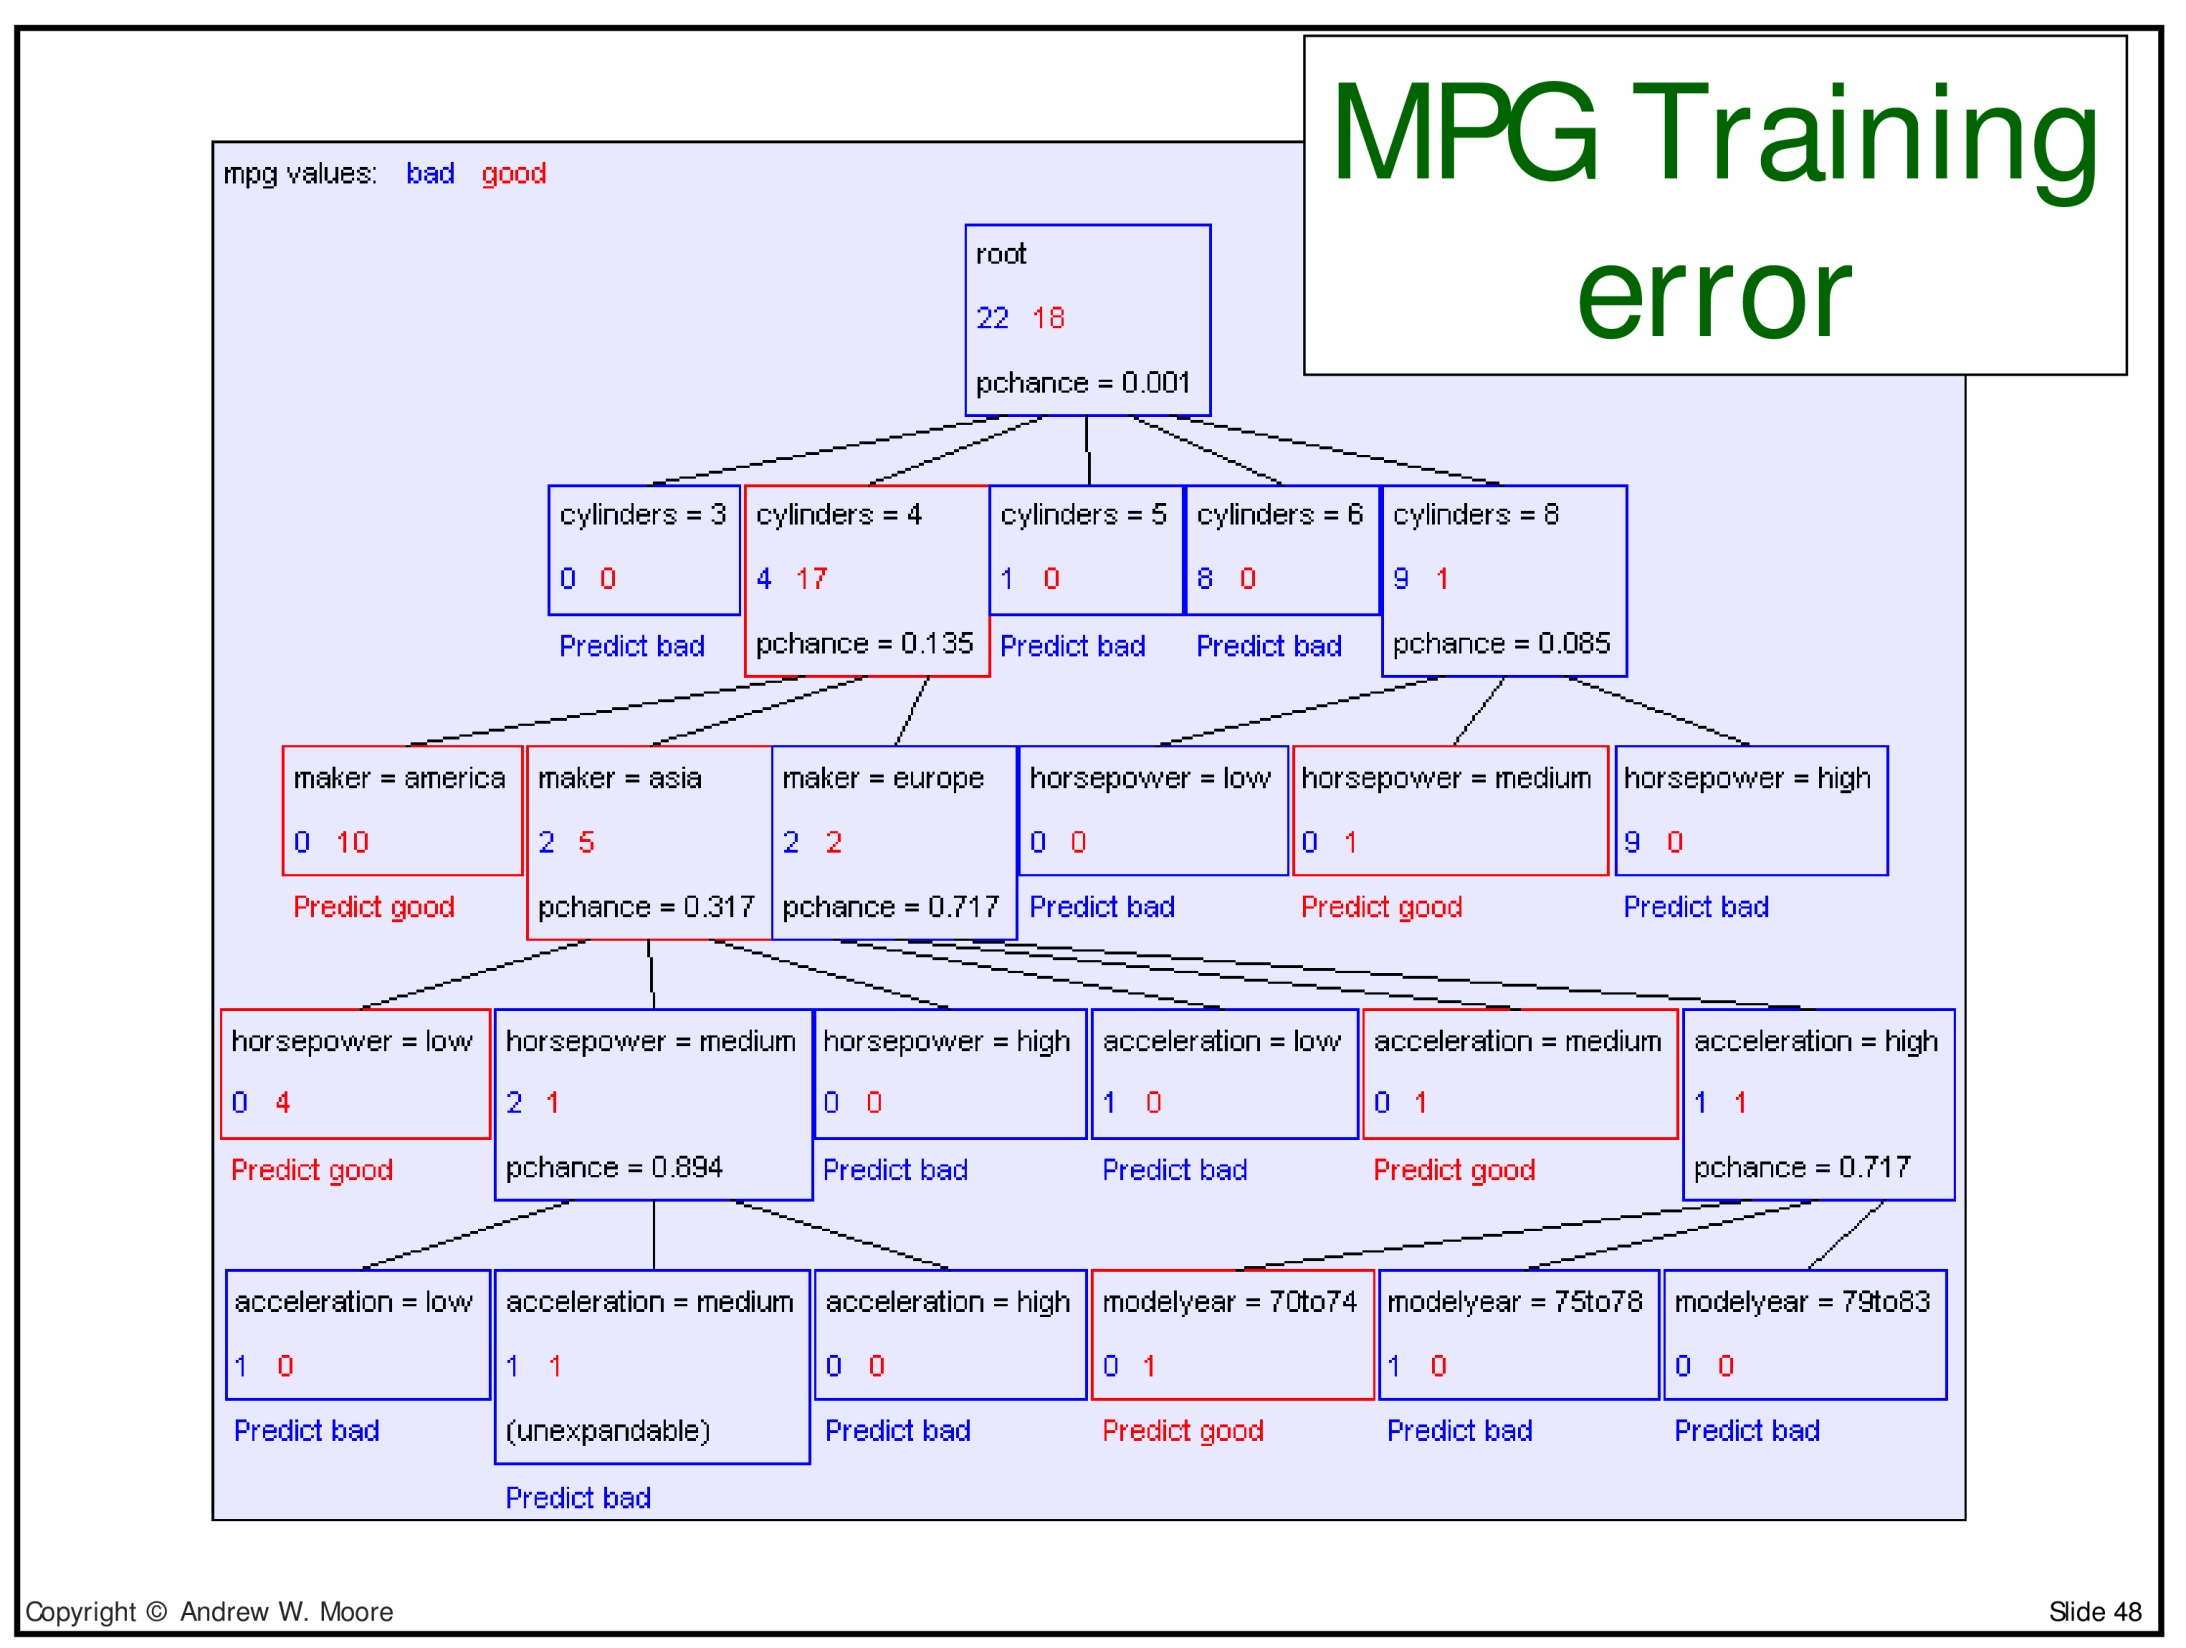 MPG Training
error
mpg values: bad good
root
22 18
pchance = 0.001
cylinders = 3
0 0
Predict bad
cylinders = 4
4 17
pchance = 0.135
cylinders = 5
1 0
Predict bad
cylinders = 6
8 0
Predict bad
cylinders = 8
9 1
pchance = 0.085
maker = america
0 10
Predict good
maker = asia
2 5
pchance = 0.317
maker = europe
2 2
pchance = 0.717
horsepower = low
0 0
Predict bad
horsepower = medium
0 1
Predict good
horsepower = high
9 0
Predict bad
horsepower = low
0 4
Predict good
horsepower = medium
2 1
pchance = 0.894
horsepower = high
0 0
Predict bad
acceleration = low
1 0
Predict bad
acceleration = medium
0 1
Predict good
acceleration = high
1 1
pchance = 0.717
acceleration = low
1 0
Predict bad
acceleration = medium
1 1
(unexpandable)
Predict bad
acceleration = high
0 0
Predict bad
modelyear = 70to74
0 1
Predict good
modelyear = 75to78
1 0
Predict bad
modelyear = 79to83
0 0
Predict bad
Copyright © Andrew W. Moore
Slide 48